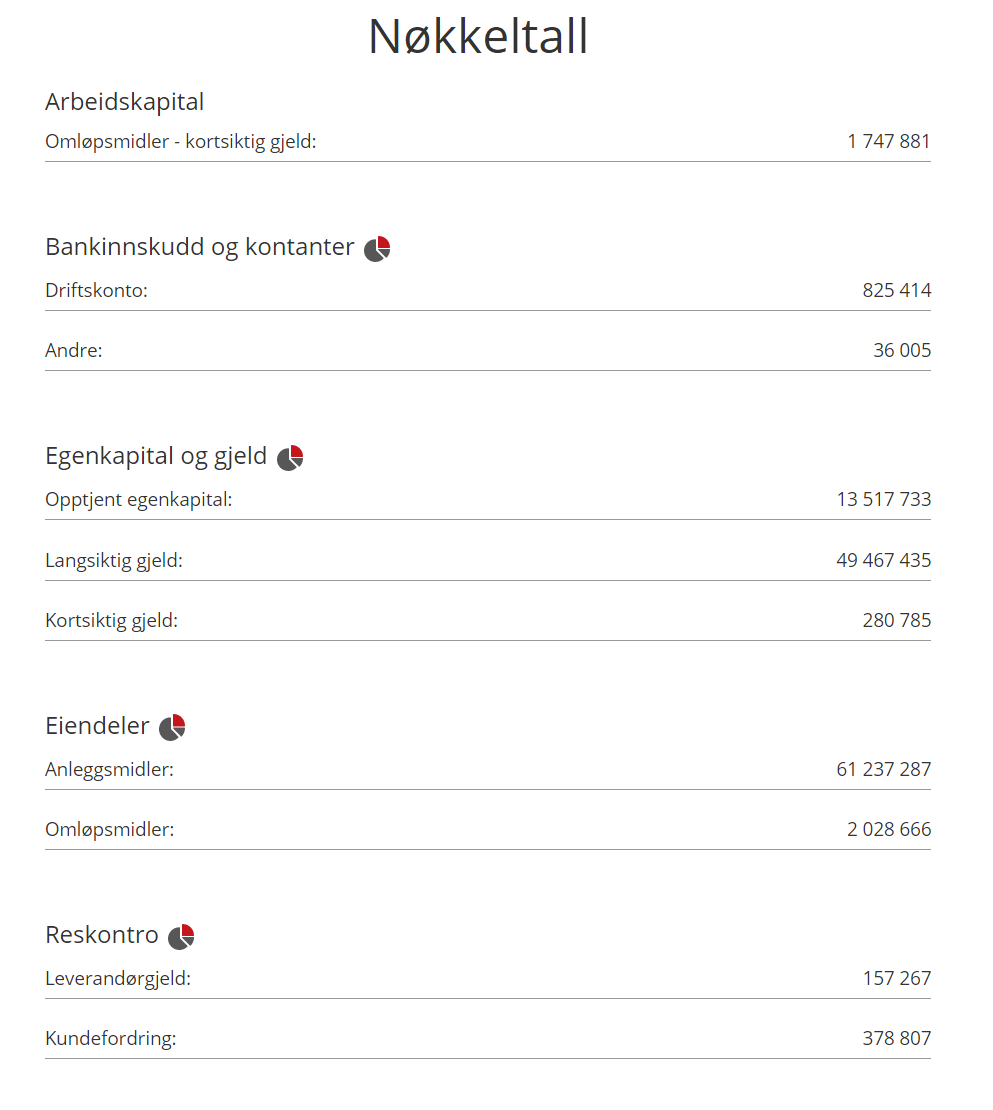 Nøkkeltall
Arbeidskapital
Omløpsmidler - kortsiktig gjeld: 1 747 881
Bankinnskudd og kontanter
Driftskonto: 825 414
Andre: 36 005
Egenkapital og gjeld
Opptjent egenkapital: 13 517 733
Langsiktig gjeld: 49 467 435
Kortsiktig gjeld: 280 785
Eiendeler
Anleggsmidler: 61 237 287
Omløpsmidler: 2 028 666
Reskontro
Leverandørgjeld: 157 267
Kundefordring: 378 807